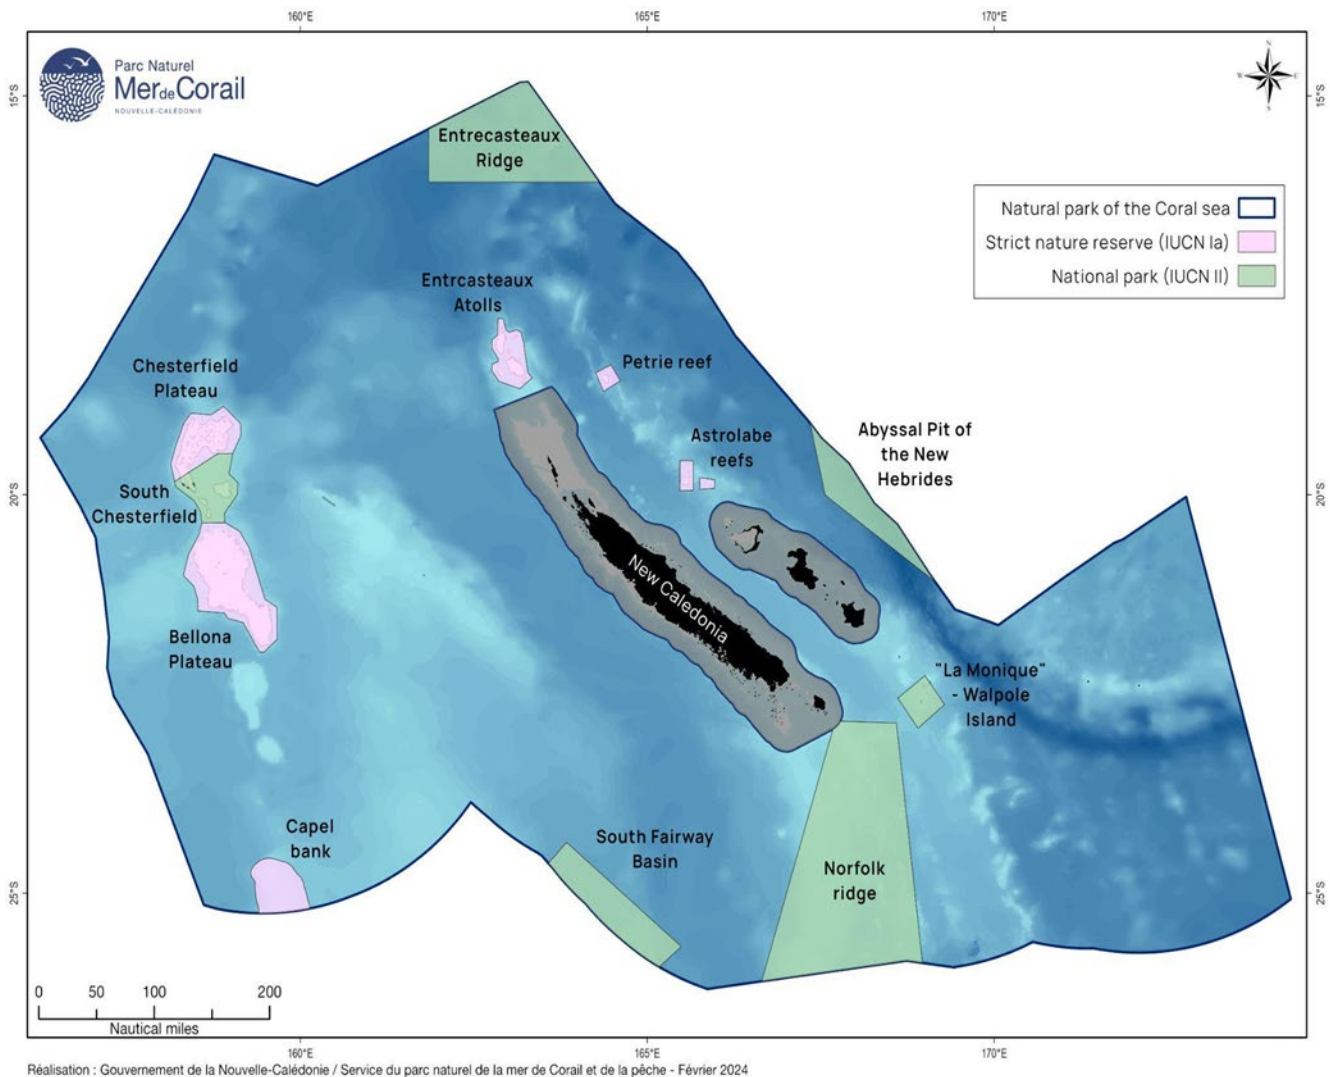 160°E
165°E
170°E
Parc Naturel
Mer de Corail
NOUVELLE-CALÉDONIE
N
W
E
S
15°S
15°S
Entrecasteaux
Ridge
Natural park of the Coral sea
Strict nature reserve (IUCN Ia)
National park (IUCN II)
Entrcasteaux
Atolls
Chesterfield
Plateau
Petrie reef
Astrolabe
reefs
Abyssal Pit of
the New
Hebrides
South
Chesterfield
20°S
20°S
New Caledonia
Bellona
Plateau
"La Monique"
- Walpole
Island
Capel
bank
South Fairway
Basin
Norfolk
ridge
25°S
25°S
0 50 100 200
Nautical miles
160°E
165°E
170°E
Réalisation : Gouvernement de la Nouvelle-Calédonie / Service du parc naturel de la mer de Corail et de la pêche - Février 2024